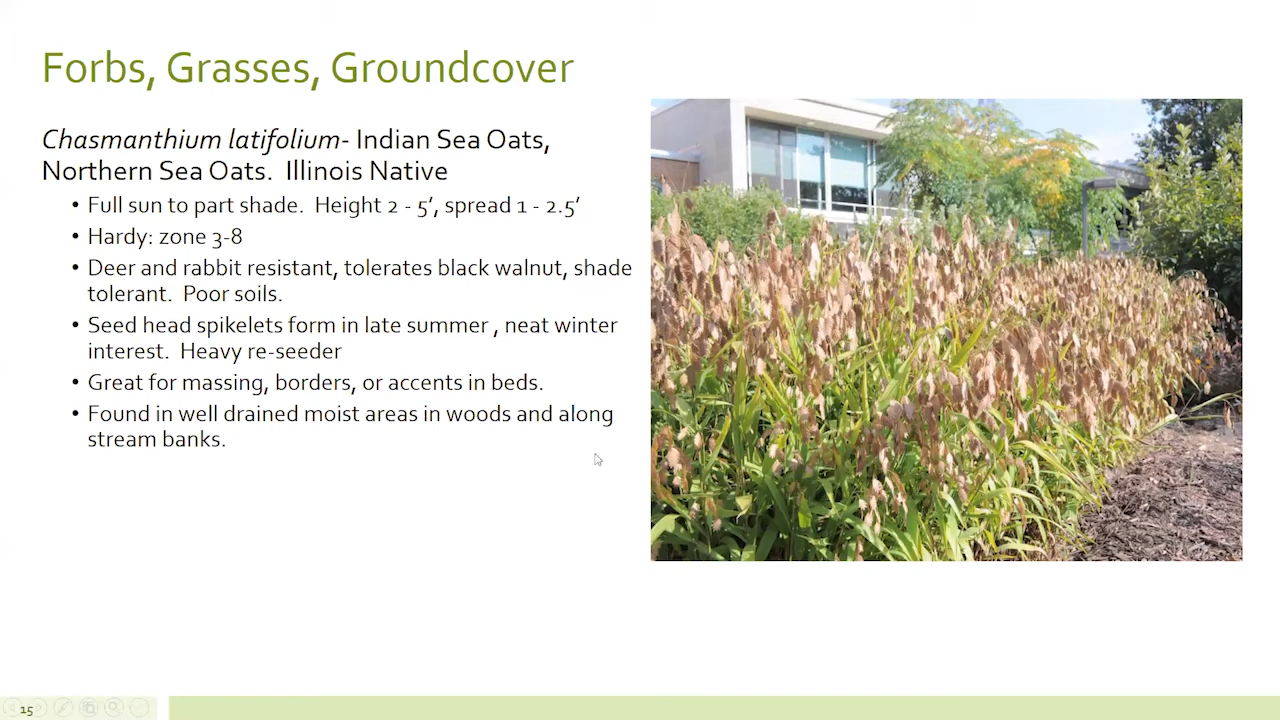 Forbs, Grasses, Groundcover
Chasmanthium latifolium- Indian Sea Oats,
Northern Sea Oats.  Illinois Native
• Full sun to part shade.  Height 2 - 5’, spread 1 - 2.5’
• Hardy: zone 3-8
• Deer and rabbit resistant, tolerates black walnut, shade
tolerant.  Poor soils.
• Seed head spikelets form in late summer , neat winter
interest.  Heavy re-seeder
• Great for massing, borders, or accents in beds.
• Found in well drained moist areas in woods and along
stream banks.
15